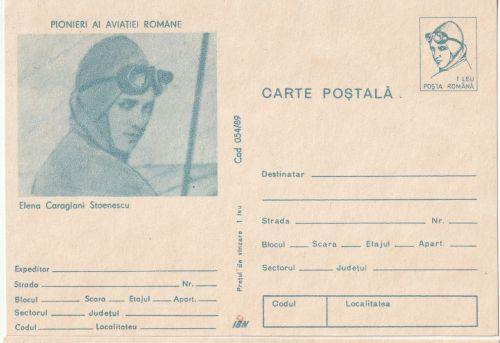 PIONIERI AI AVIAȚIEI ROMÂNE
Elena Caragiani Stoenescu
Expeditor
Strada Nr.
Blocul Scara Etajul Apart.
Sectorul Județul
Codul Localitatea
Cod 054/89
Prețul de vînzare 1 leu
IBN
1 LEU
POȘTA ROMÂNĂ
CARTE POȘTALĂ
Destinatar
Strada Nr.
Blocul Scara Etajul Apart.
Sectorul Județul
Codul Localitatea